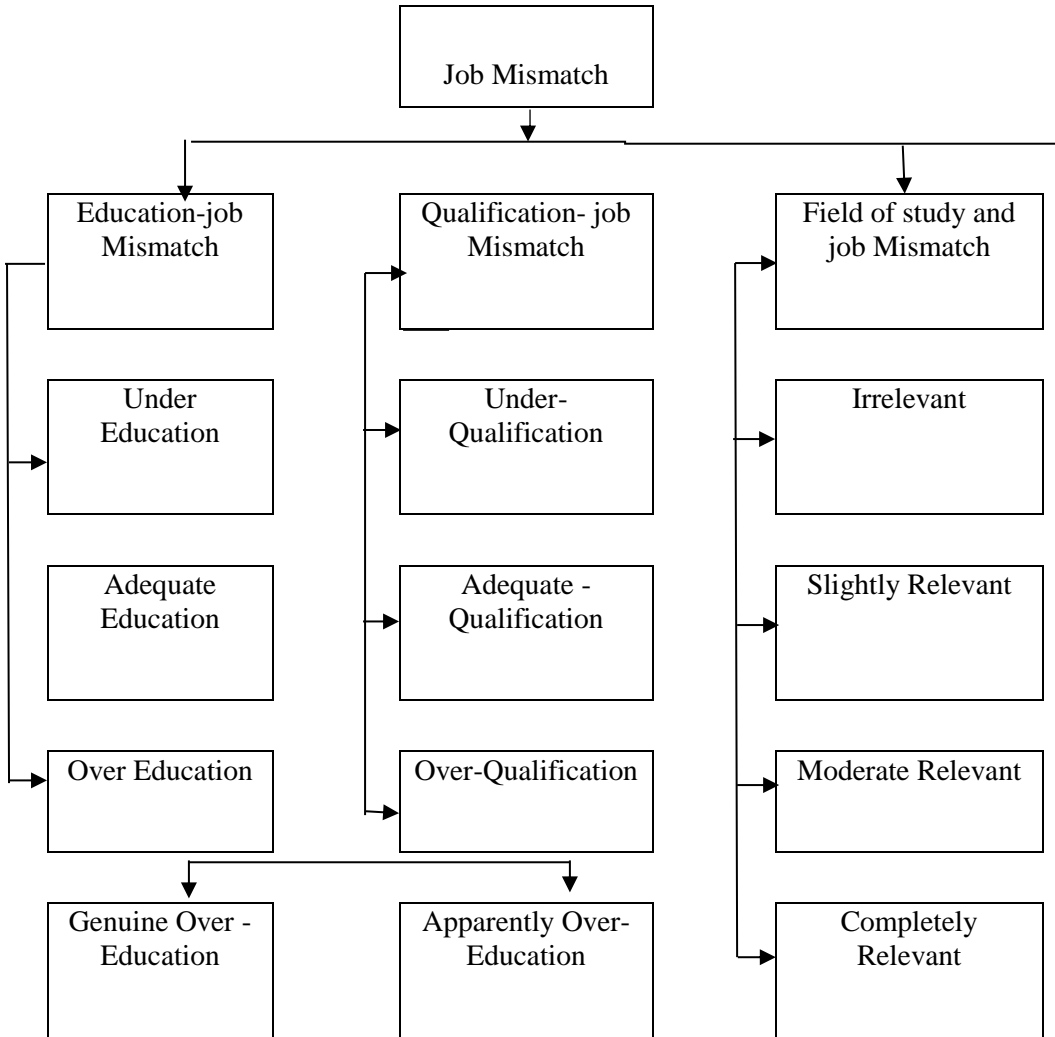 Job Mismatch
Education-job
Mismatch
Qualification- job
Mismatch
Field of study and
job Mismatch
Under
Education
Under-
Qualification
Irrelevant
Adequate
Education
Adequate -
Qualification
Slightly Relevant
Over Education
Over-Qualification
Moderate Relevant
Genuine Over -
Education
Apparently Over-
Education
Completely
Relevant